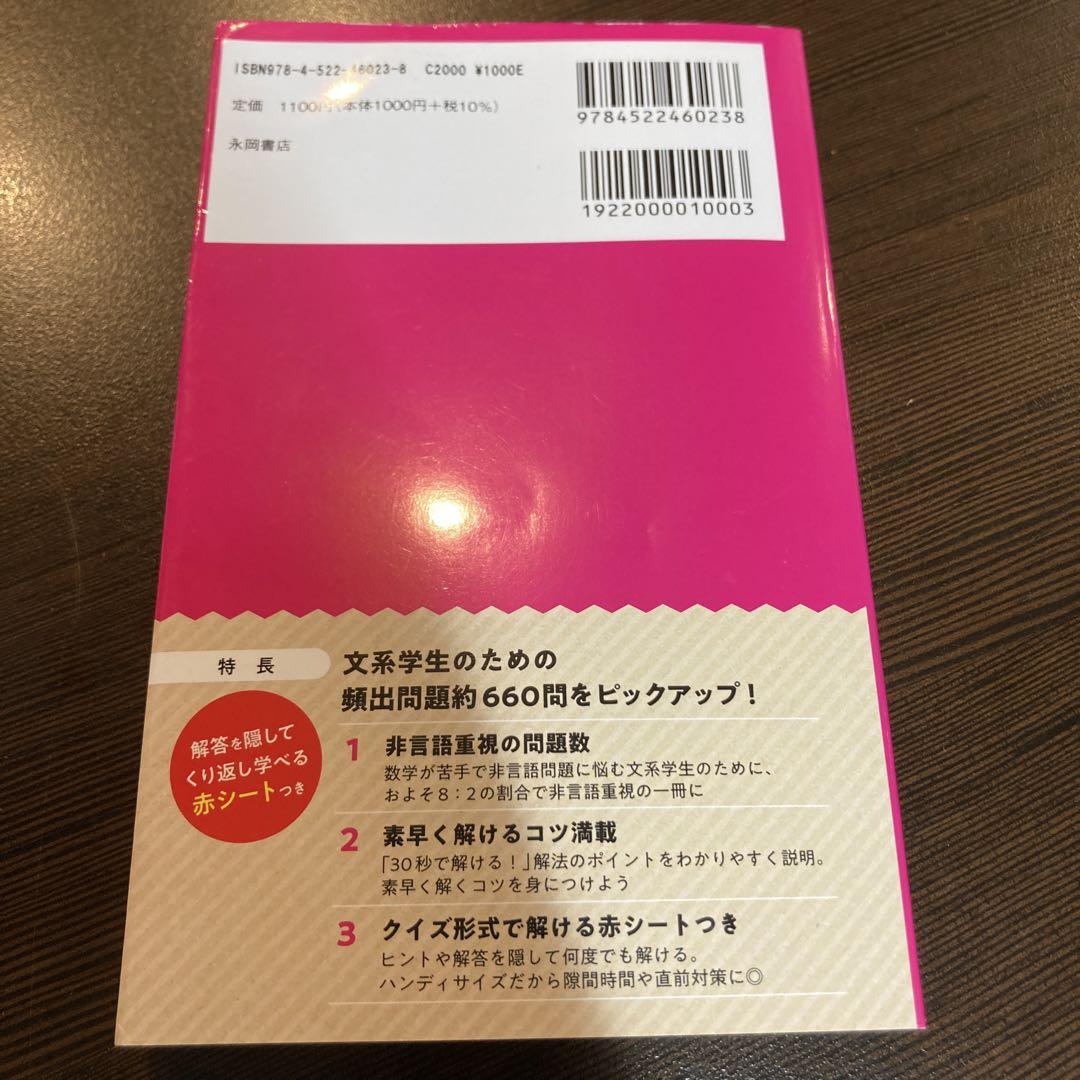 ISBN978-4-522-46023-8 C2000 ¥1000E
定価 1100円(本体1000円+税10%)
永岡書店
9784522460238
1922000010003
特長
文系学生のための
頻出問題約660問をピックアップ!
解答を隠して
くり返し学べる
赤シートつき
1 非言語重視の問題数
数学が苦手で非言語問題に悩む文系学生のために、
およそ8:2の割合で非言語重視の一冊に
2 素早く解けるコツ満載
「30秒で解ける!」解法のポイントをわかりやすく説明。
素早く解くコツを身につけよう
3 クイズ形式で解ける赤シートつき
ヒントや解答を隠して何度でも解ける。
ハンディサイズだから隙間時間や直前対策に◎